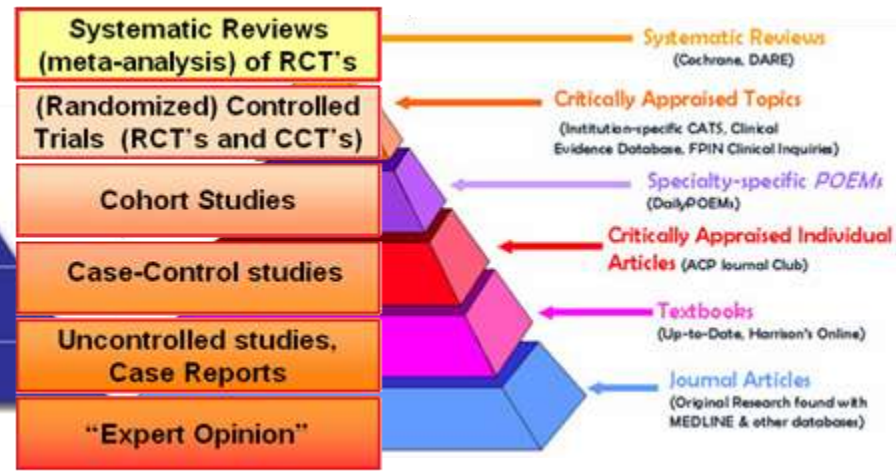 Systematic Reviews
(meta-analysis) of RCT's
(Randomized) Controlled
Trials (RCT's and CCT's)
Cohort Studies
Case-Control studies
Uncontrolled studies,
Case Reports
“Expert Opinion”
Systematic Reviews
(Cochrane, DARE)
Critically Appraised Topics
(Institution-specific CATS, Clinical
Evidence Database, FPIN Clinical Inquiries)
Specialty-specific POEMs
(DailyPOEMs)
Critically Appraised Individual
Articles (ACP Journal Club)
Textbooks
(Up-to-Date, Harrison's Online)
Journal Articles
(Original Research found with
MEDLINE & other databases)